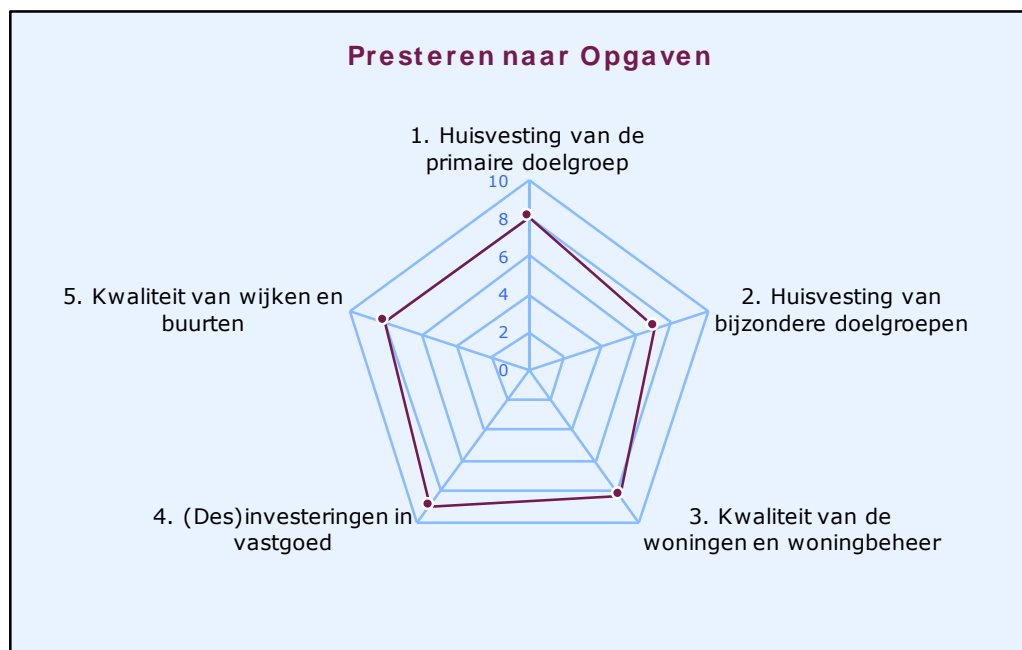 Presteren naar Opgaven
1. Huisvesting van de
primaire doelgroep
10
8
6
4
2
0
2. Huisvesting van
bijzondere doelgroepen
3. Kwaliteit van de
woningen en woningbeheer
4. (Des)investeringen in
vastgoed
5. Kwaliteit van wijken en
buurten